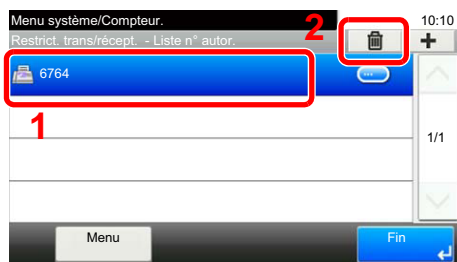 Menu système/Compteur.
10:10
Restrict. trans/récept. - Liste n° autor.
2
+
6764
...
1
1/1
Menu
Fin